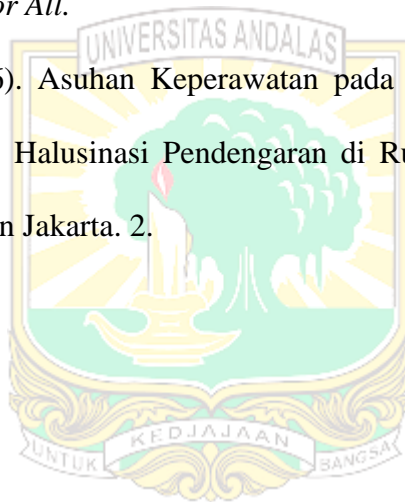 or All.
UNIVERSITAS ANDALAS
6). Asuhan Keperawatan pada
Halusinasi Pendengaran di Ru
n Jakarta. 2.
UNTUK KEDJAJAAN BANGSA